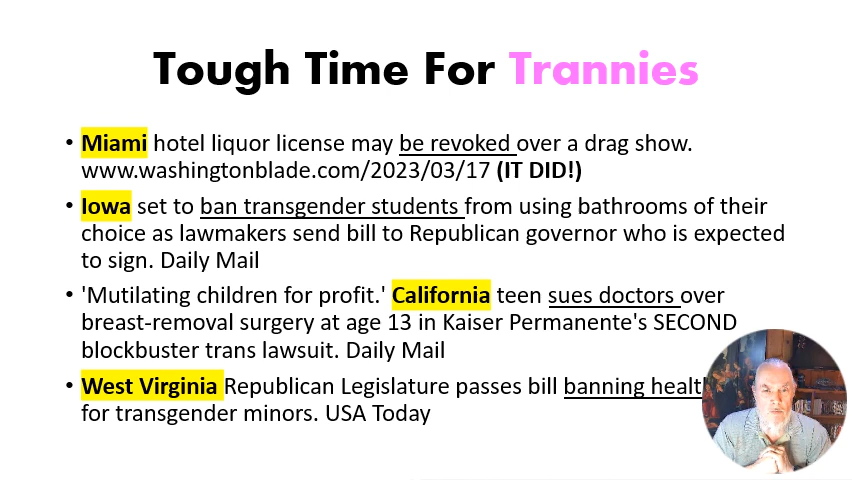 Tough Time For Trannies
• Miami hotel liquor license may be revoked over a drag show.
www.washingtonblade.com/2023/03/17 (IT DID!)
• Iowa set to ban transgender students from using bathrooms of their
choice as lawmakers send bill to Republican governor who is expected
to sign. Daily Mail
• 'Mutilating children for profit.' California teen sues doctors over
breast-removal surgery at age 13 in Kaiser Permanente's SECOND
blockbuster trans lawsuit. Daily Mail
• West Virginia Republican Legislature passes bill banning
for transgender minors. USA Today